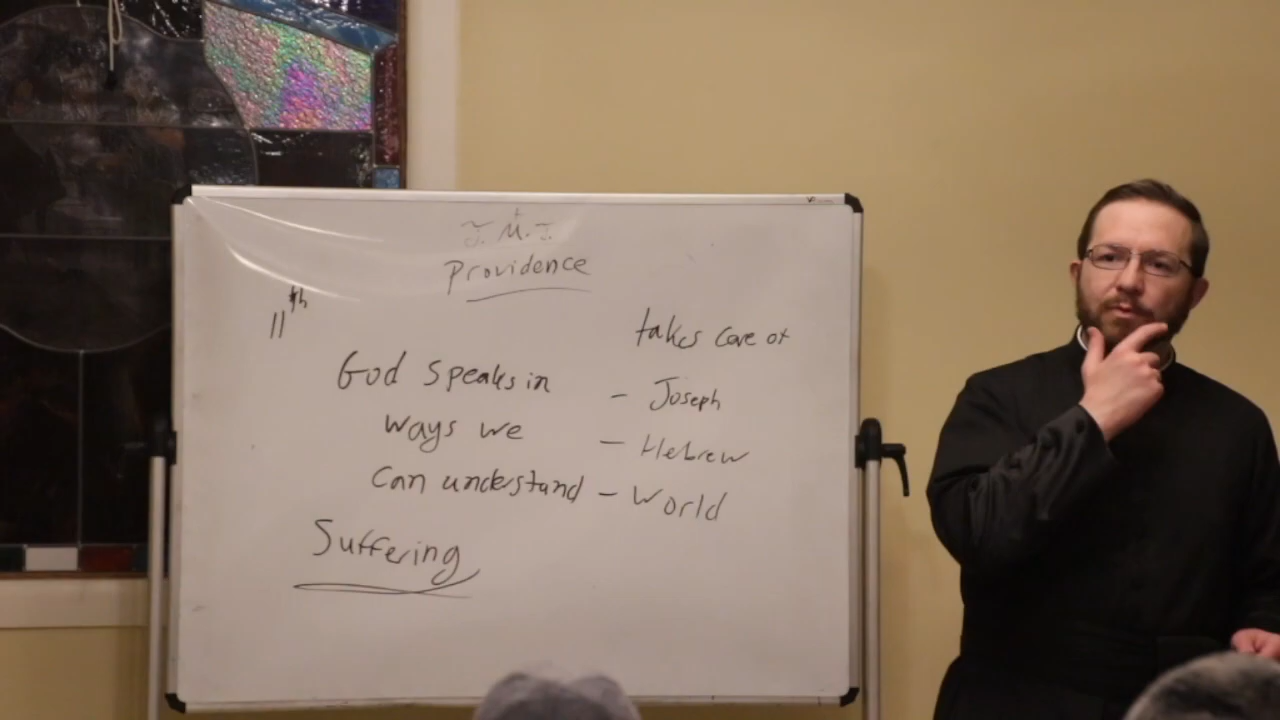 J. M. J.
Providence
11th
takes care of
God speaks in
- Joseph
ways we
- Hebrew
can understand
- World
Suffering